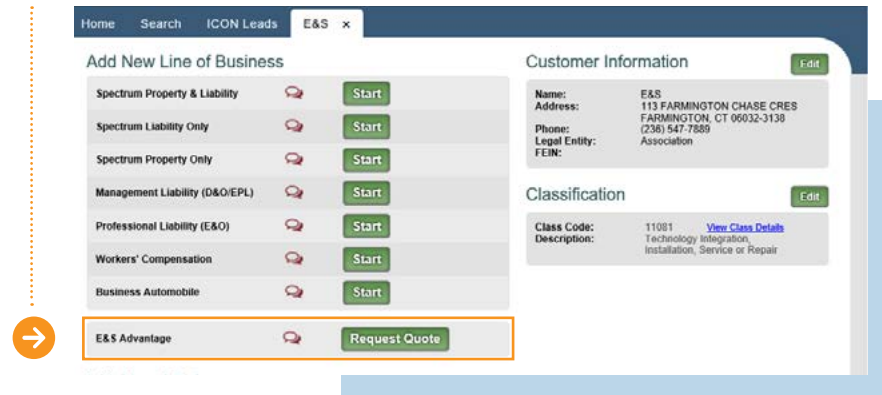 Home Search ICON Leads E&S x
Add New Line of Business
Spectrum Property & Liability Start
Spectrum Liability Only Start
Spectrum Property Only Start
Management Liability (D&O/EPL) Start
Professional Liability (E&O) Start
Workers' Compensation Start
Business Automobile Start
E&S Advantage Request Quote
Customer Information Edit
Name: E&S
Address: 113 FARMINGTON CHASE CRES
FARMINGTON, CT 06032-3138
Phone: (236) 547-7889
Legal Entity: Association
FEIN:
Classification Edit
Class Code: 11081 View Class Details
Description: Technology Integration,
Installation, Service or Repair